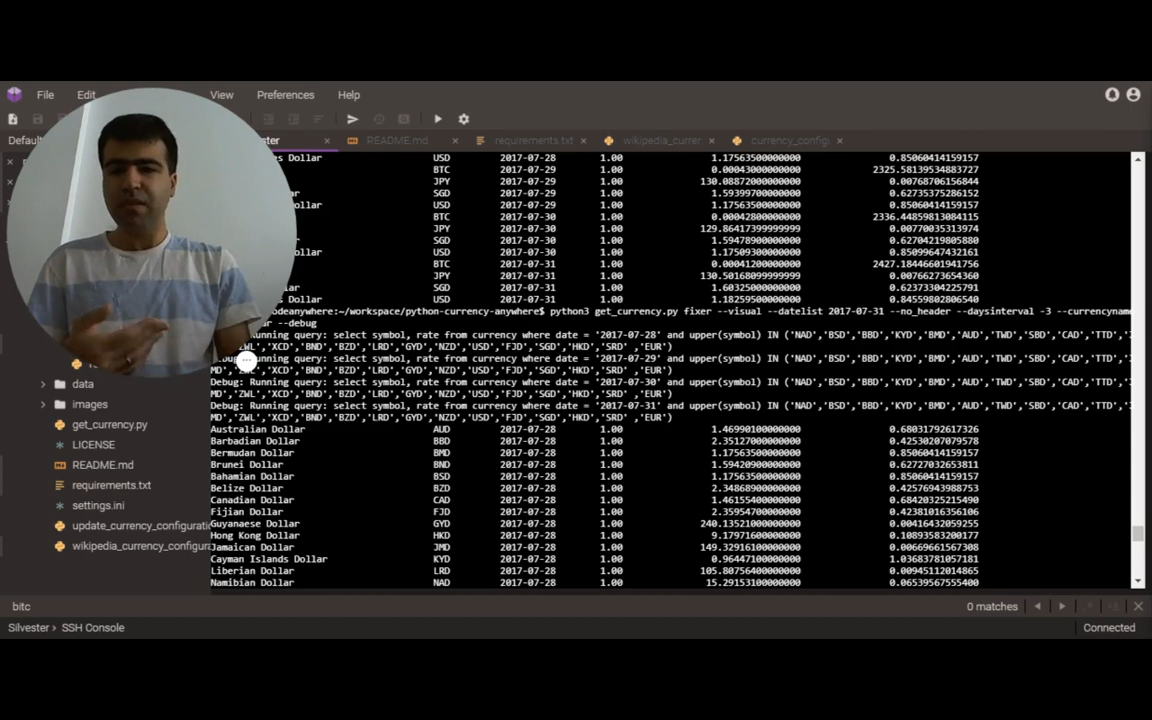 File Edit View Preferences Help
Defaul ster × README.md × requirements.txt × wikipedia_currer × currency_config ×
s Dollar USD 2017-07-28 1.00 1.17563500000000 0.85060414159157
BTC 2017-07-29 1.00 0.00043000000000 2325.58139534883727
JPY 2017-07-29 1.00 130.08872000000000 0.00768706156844
lar SGD 2017-07-29 1.00 1.59399700000000 0.62735375286152
s Dollar USD 2017-07-29 1.00 1.17563500000000 0.85060414159157
BTC 2017-07-30 1.00 0.00042800000000 2336.44859813084115
JPY 2017-07-30 1.00 129.86417399999999 0.00770035313974
lar SGD 2017-07-30 1.00 1.59478900000000 0.62704219805880
s Dollar USD 2017-07-30 1.00 1.17509300000000 0.85099647432161
BTC 2017-07-31 1.00 0.00041200000000 2427.18446601941756
JPY 2017-07-31 1.00 130.50168099999999 0.00766273654360
lar SGD 2017-07-31 1.00 1.60325000000000 0.62373304225791
s Dollar USD 2017-07-31 1.00 1.18259500000000 0.84559802806540
odeanywhere:~/workspace/python-currency-anywhere$ python3 get_currency.py fixer --visual --datelist 2017-07-31 --no_header --daysinterval -3 --currencynam
ar --debug
unning query: select symbol, rate from currency where date = '2017-07-28' and upper(symbol) IN ('NAD','BSD','BBD','KYD','BMD','AUD','TWD','SBD','CAD','TTD',
'ZWL','XCD','BND','BZD','LRD','GYD','NZD','USD','FJD','SGD','HKD','SRD' ,'EUR')
Running query: select symbol, rate from currency where date = '2017-07-29' and upper(symbol) IN ('NAD','BSD','BBD','KYD','BMD','AUD','TWD','SBD','CAD','TTD',
MD','ZWL','XCD','BND','BZD','LRD','GYD','NZD','USD','FJD','SGD','HKD','SRD' ,'EUR')
Debug: Running query: select symbol, rate from currency where date = '2017-07-30' and upper(symbol) IN ('NAD','BSD','BBD','KYD','BMD','AUD','TWD','SBD','CAD','TTD',
MD','ZWL','XCD','BND','BZD','LRD','GYD','NZD','USD','FJD','SGD','HKD','SRD' ,'EUR')
Debug: Running query: select symbol, rate from currency where date = '2017-07-31' and upper(symbol) IN ('NAD','BSD','BBD','KYD','BMD','AUD','TWD','SBD','CAD','TTD',
MD','ZWL','XCD','BND','BZD','LRD','GYD','NZD','USD','FJD','SGD','HKD','SRD' ,'EUR')
Australian Dollar AUD 2017-07-28 1.00 1.46990100000000 0.68031792617326
Barbadian Dollar BBD 2017-07-28 1.00 2.35127000000000 0.42530207079578
Bermudan Dollar BMD 2017-07-28 1.00 1.17563500000000 0.85060414159157
Brunei Dollar BND 2017-07-28 1.00 1.59420900000000 0.62727032653811
Bahamian Dollar BSD 2017-07-28 1.00 1.17563500000000 0.85060414159157
Belize Dollar BZD 2017-07-28 1.00 2.34868900000000 0.42576943988753
Canadian Dollar CAD 2017-07-28 1.00 1.46155400000000 0.68420325215490
Fijian Dollar FJD 2017-07-28 1.00 2.35954700000000 0.42381016356106
Guyanaese Dollar GYD 2017-07-28 1.00 240.13521000000000 0.00416432059255
Hong Kong Dollar HKD 2017-07-28 1.00 9.17971600000000 0.10893583200177
Jamaican Dollar JMD 2017-07-28 1.00 149.32916100000000 0.00669661567308
Cayman Islands Dollar KYD 2017-07-28 1.00 0.96447100000000 1.03683781057181
Liberian Dollar LRD 2017-07-28 1.00 105.80756400000000 0.00945112014865
Namibian Dollar NAD 2017-07-28 1.00 15.29153100000000 0.06539567555400
data
images
get_currency.py
LICENSE
README.md
requirements.txt
settings.ini
update_currency_configuratio
wikipedia_currency_configura
bitc 0 matches
Silvester › SSH Console Connected